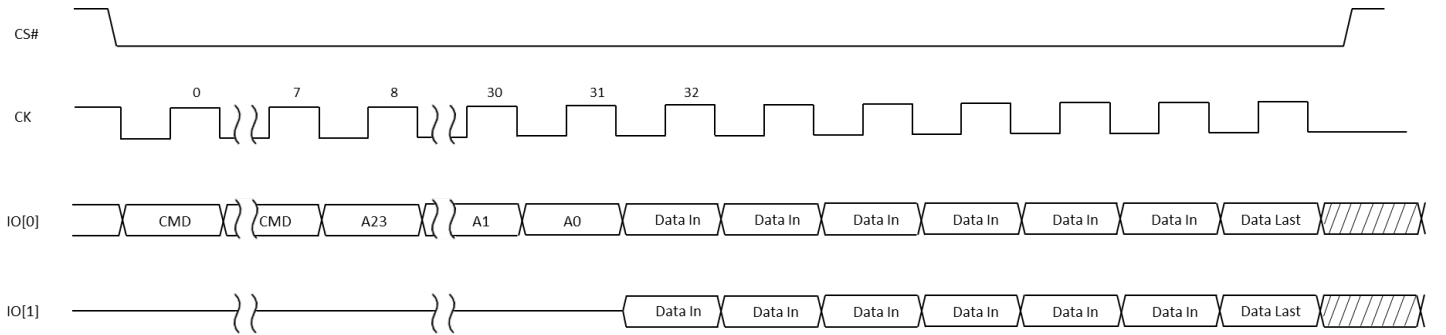 CS#
CK 0 7 8 30 31 32
IO[0] CMD CMD A23 A1 A0 Data In Data In Data In Data In Data In Data In Data Last
IO[1] Data In Data In Data In Data In Data In Data In Data Last